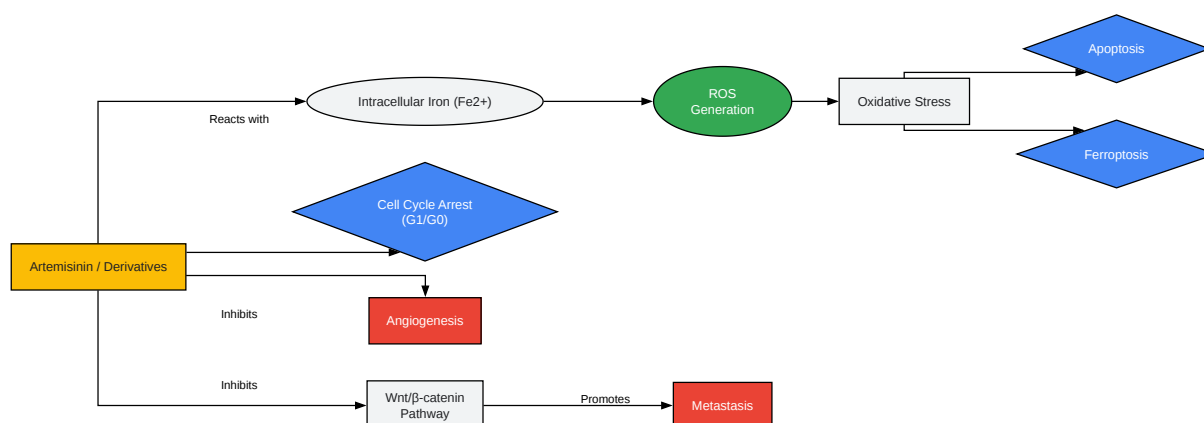 Apoptosis
Intracellular Iron (Fe2+)
ROS
Generation
Oxidative Stress
Reacts with
Ferroptosis
Cell Cycle Arrest
(G1/G0)
Artemisinin / Derivatives
Inhibits
Angiogenesis
Inhibits
Wnt/β-catenin
Pathway
Promotes
Metastasis